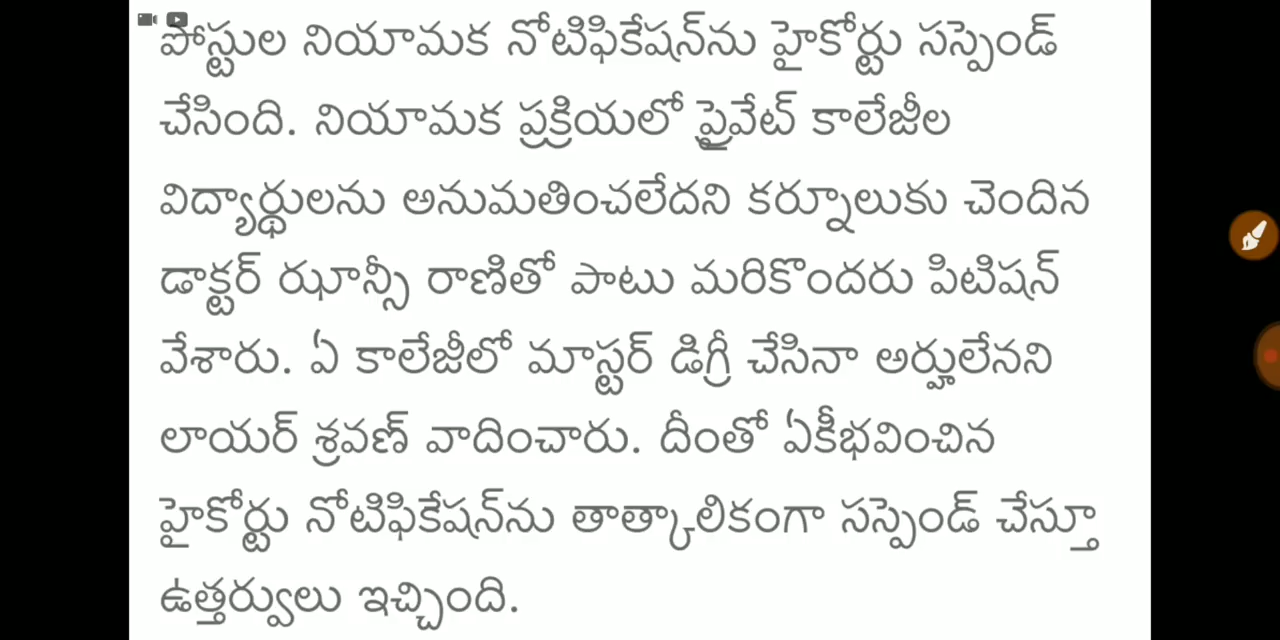 పోస్టుల నియామక నోటిఫికేషన్‌ను హైకోర్టు సస్పెండ్
చేసింది. నియామక ప్రక్రియలో ప్రైవేట్ కాలేజీల
విద్యార్థులను అనుమతించలేదని కర్నూలుకు చెందిన
డాక్టర్ ఝాన్సీ రాణితో పాటు మరికొందరు పిటిషన్
వేశారు. ఏ కాలేజీలో మాస్టర్ డిగ్రీ చేసినా అర్హులేనని
లాయర్ శ్రవణ్ వాదించారు. దీంతో ఏకీభవించిన
హైకోర్టు నోటిఫికేషన్‌ను తాత్కాలికంగా సస్పెండ్ చేస్తూ
ఉత్తర్వులు ఇచ్చింది.